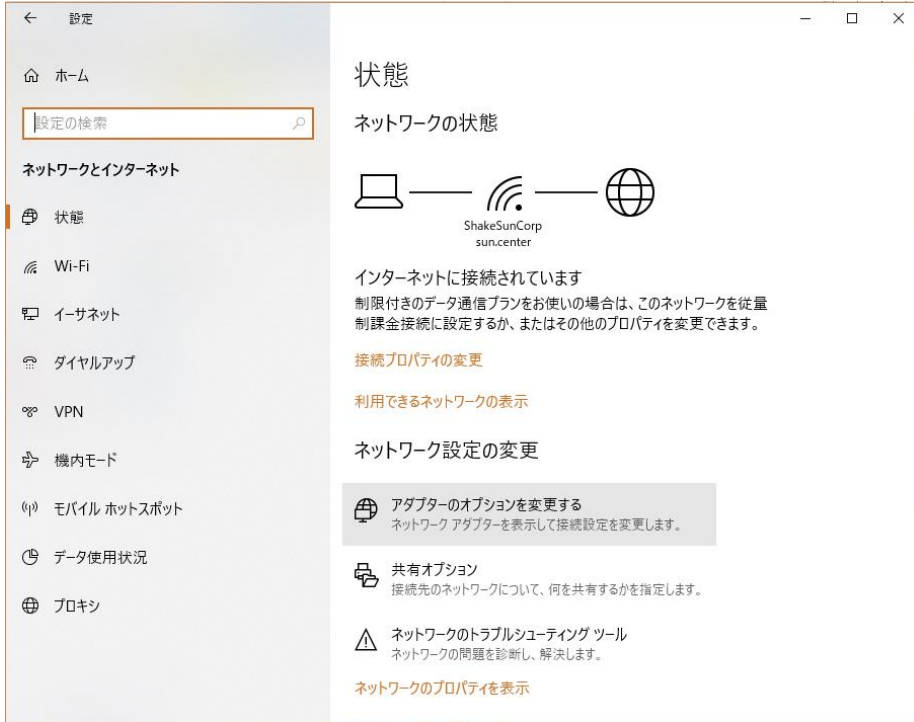 設定
ホーム
設定の検索
ネットワークとインターネット
状態
Wi-Fi
イーサネット
ダイヤルアップ
VPN
機内モード
モバイル ホットスポット
データ使用状況
プロキシ
状態
ネットワークの状態
ShakeSunCorp
sun.center
インターネットに接続されています
制限付きのデータ通信プランをお使いの場合は、このネットワークを従量
制課金接続に設定するか、またはその他のプロパティを変更できます。
接続プロパティの変更
利用できるネットワークの表示
ネットワーク設定の変更
アダプターのオプションを変更する
ネットワーク アダプターを表示して接続設定を変更します。
共有オプション
接続先のネットワークについて、何を共有するかを指定します。
ネットワークのトラブルシューティング ツール
ネットワークの問題を診断し、解決します。
ネットワークのプロパティを表示